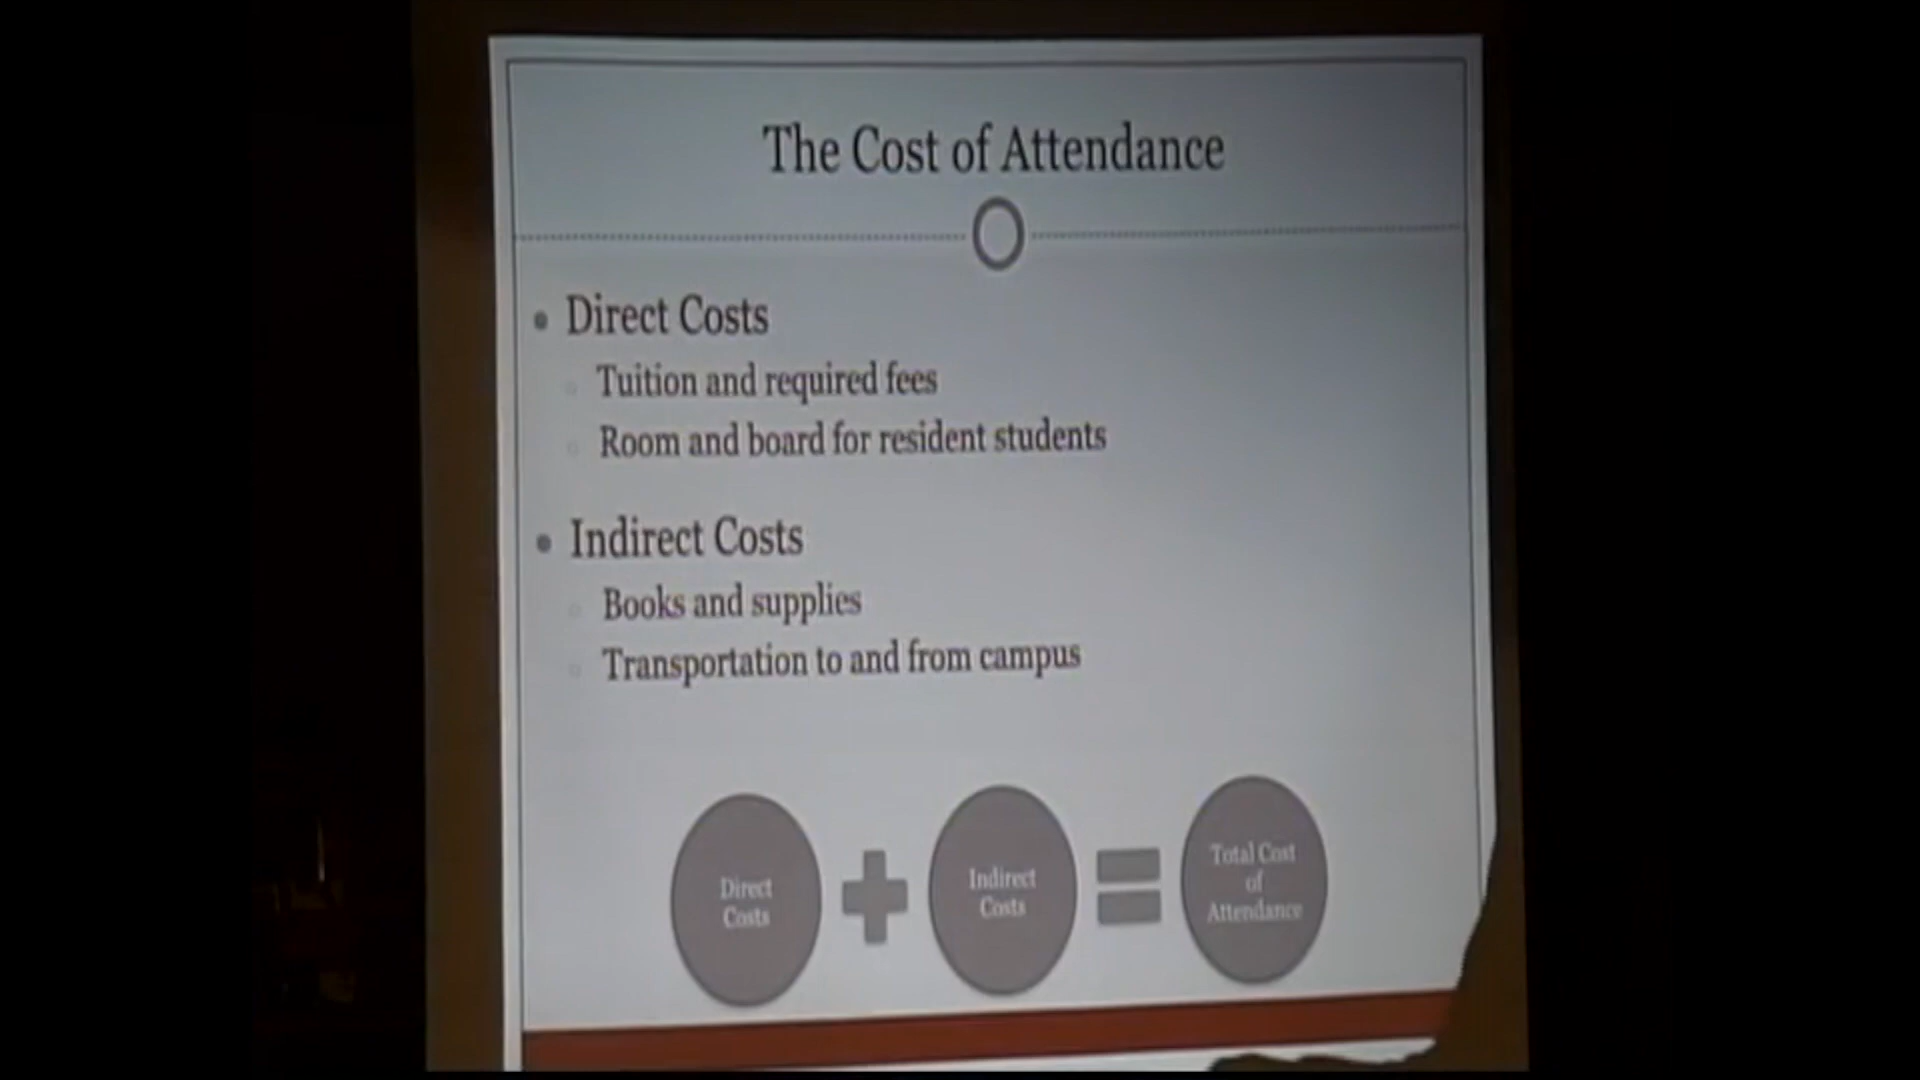 The Cost of Attendance
Direct Costs
Tuition and required fees
Room and board for resident students
Indirect Costs
Books and supplies
Transportation to and from campus
Direct
Costs
Indirect
Costs
Total Cost
of
Attendance